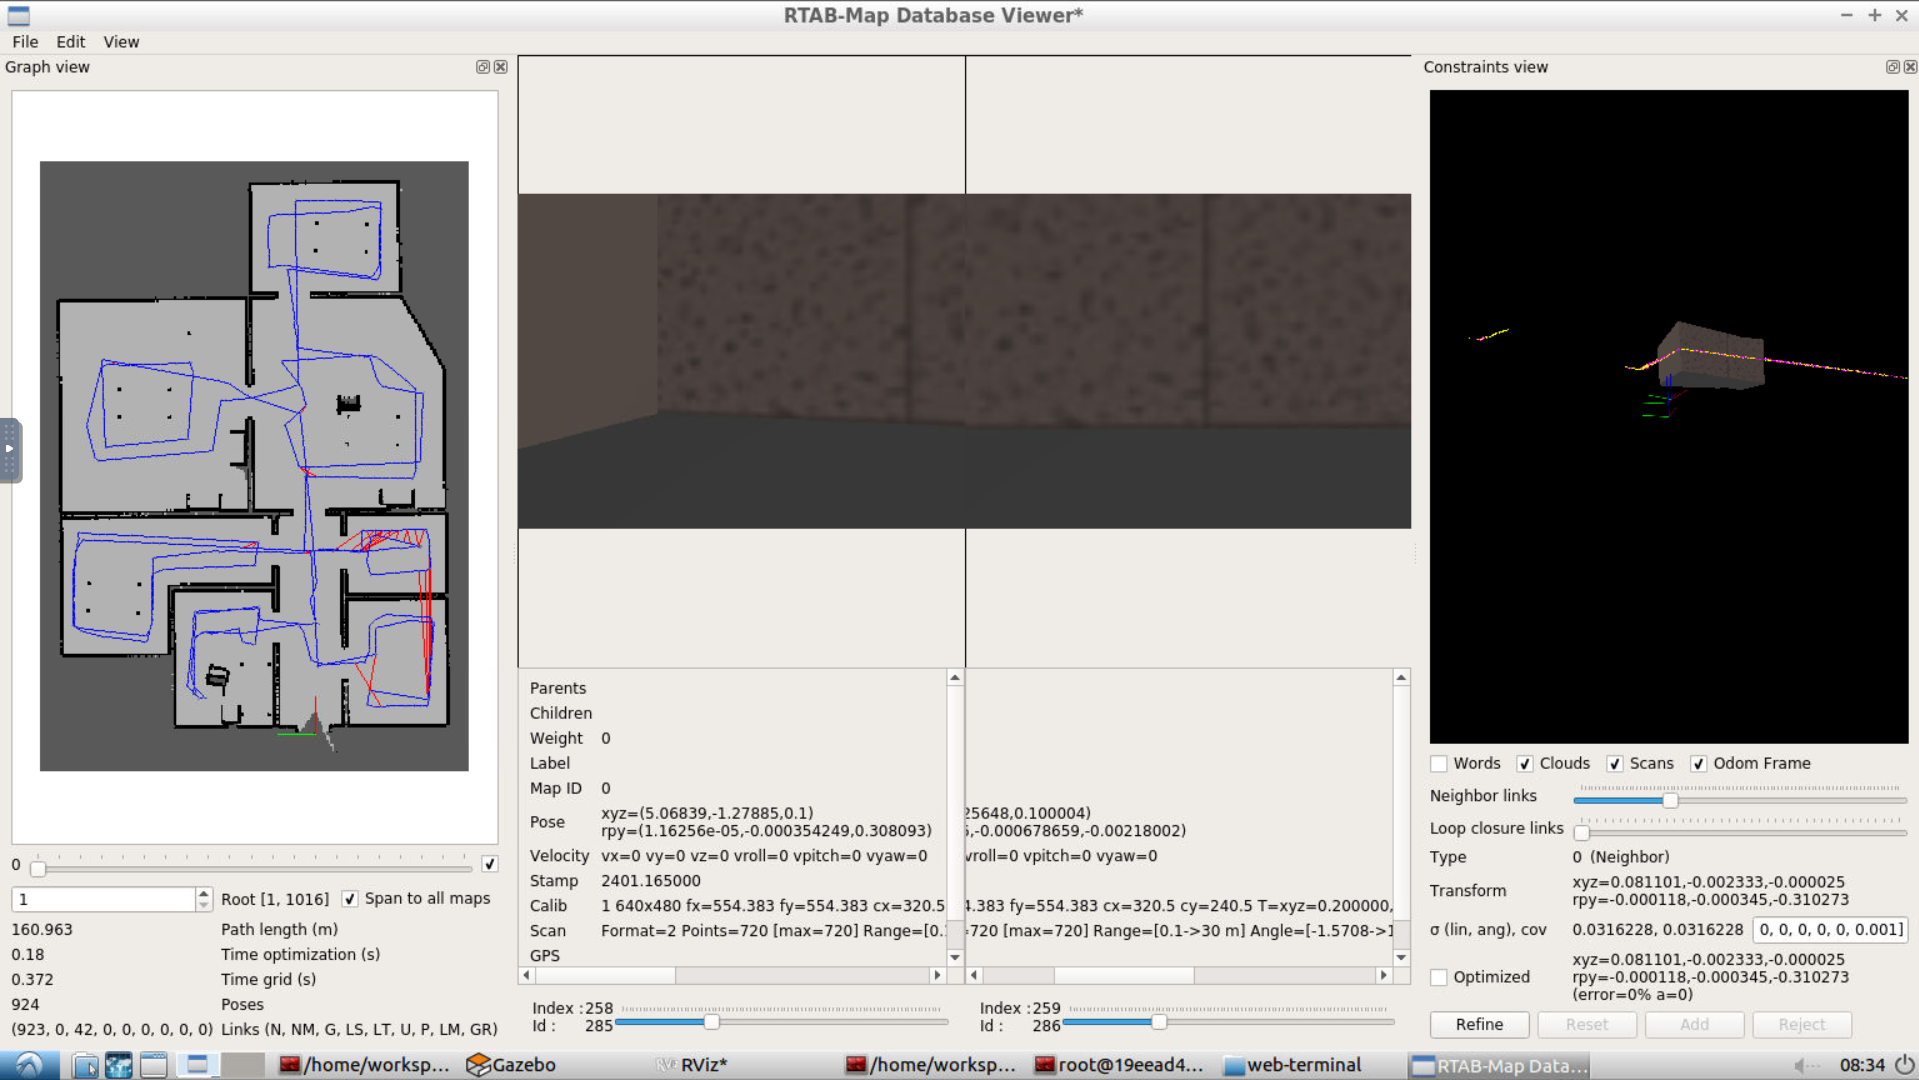 RTAB-Map Database Viewer*
File Edit View
Graph view
Constraints view
0
1
Root [1, 1016] Span to all maps
160.963 Path length (m)
0.18 Time optimization (s)
0.372 Time grid (s)
924 Poses
(923, 0, 42, 0, 0, 0, 0, 0, 0) Links (N, NM, G, LS, LT, U, P, LM, GR)
Parents
Children
Weight 0
Label
Map ID 0
Pose xyz=(5.06839,-1.27885,0.1)
rpy=(1.16256e-05,-0.000354249,0.308093)
Velocity vx=0 vy=0 vz=0 vroll=0 vpitch=0 vyaw=0
Stamp 2401.165000
Calib 1 640x480 fx=554.383 fy=554.383 cx=320.5
Scan Format=2 Points=720 [max=720] Range=[0.
GPS
25648,0.100004)
,-0.000678659,-0.00218002)
vroll=0 vpitch=0 vyaw=0
4.383 fy=554.383 cx=320.5 cy=240.5 T=xyz=0.200000,
720 [max=720] Range=[0.1->30 m] Angle=[-1.5708->1
Index : 258
Id : 285
Index : 259
Id : 286
Words Clouds Scans Odom Frame
Neighbor links
Loop closure links
Type 0 (Neighbor)
Transform xyz=0.081101,-0.002333,-0.000025
rpy=-0.000118,-0.000345,-0.310273
σ (lin, ang), cov 0.0316228, 0.0316228 0, 0, 0, 0, 0, 0.001]
Optimized xyz=0.081101,-0.002333,-0.000025
rpy=-0.000118,-0.000345,-0.310273
(error=0% a=0)
Refine Reset Add Reject
/home/worksp... Gazebo RViz* /home/worksp... root@19eead4... web-terminal RTAB-Map Data... 08:34